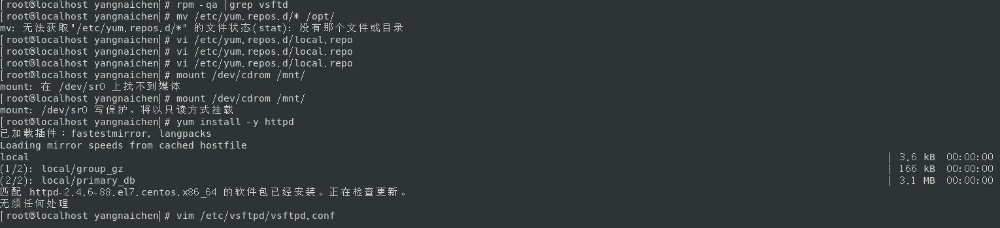 [root@localhost yangnaichen]# rpm -qa |grep vsftd
[root@localhost yangnaichen]# mv /etc/yum.repos.d/* /opt/
mv: 无法获取"/etc/yum.repos.d/*" 的文件状态(stat): 没有那个文件或目录
[root@localhost yangnaichen]# vi /etc/yum.repos.d/local.repo
[root@localhost yangnaichen]# vi /etc/yum.repos.d/local.repo
[root@localhost yangnaichen]# vi /etc/yum.repos.d/local.repo
[root@localhost yangnaichen]# mount /dev/cdrom /mnt/
mount: 在 /dev/sr0 上找不到媒体
[root@localhost yangnaichen]# mount /dev/cdrom /mnt/
mount: /dev/sr0 写保护，将以只读方式挂载
[root@localhost yangnaichen]# yum install -y httpd
已加载插件：fastestmirror, langpacks
Loading mirror speeds from cached hostfile
local | 3.6 kB 00:00:00
(1/2): local/group_gz | 166 kB 00:00:00
(2/2): local/primary_db | 3.1 MB 00:00:00
匹配 httpd-2.4.6-88.el7.centos.x86_64 的软件包已经安装。正在检查更新。
无须任何处理
[root@localhost yangnaichen]# vim /etc/vsftpd/vsftpd.conf